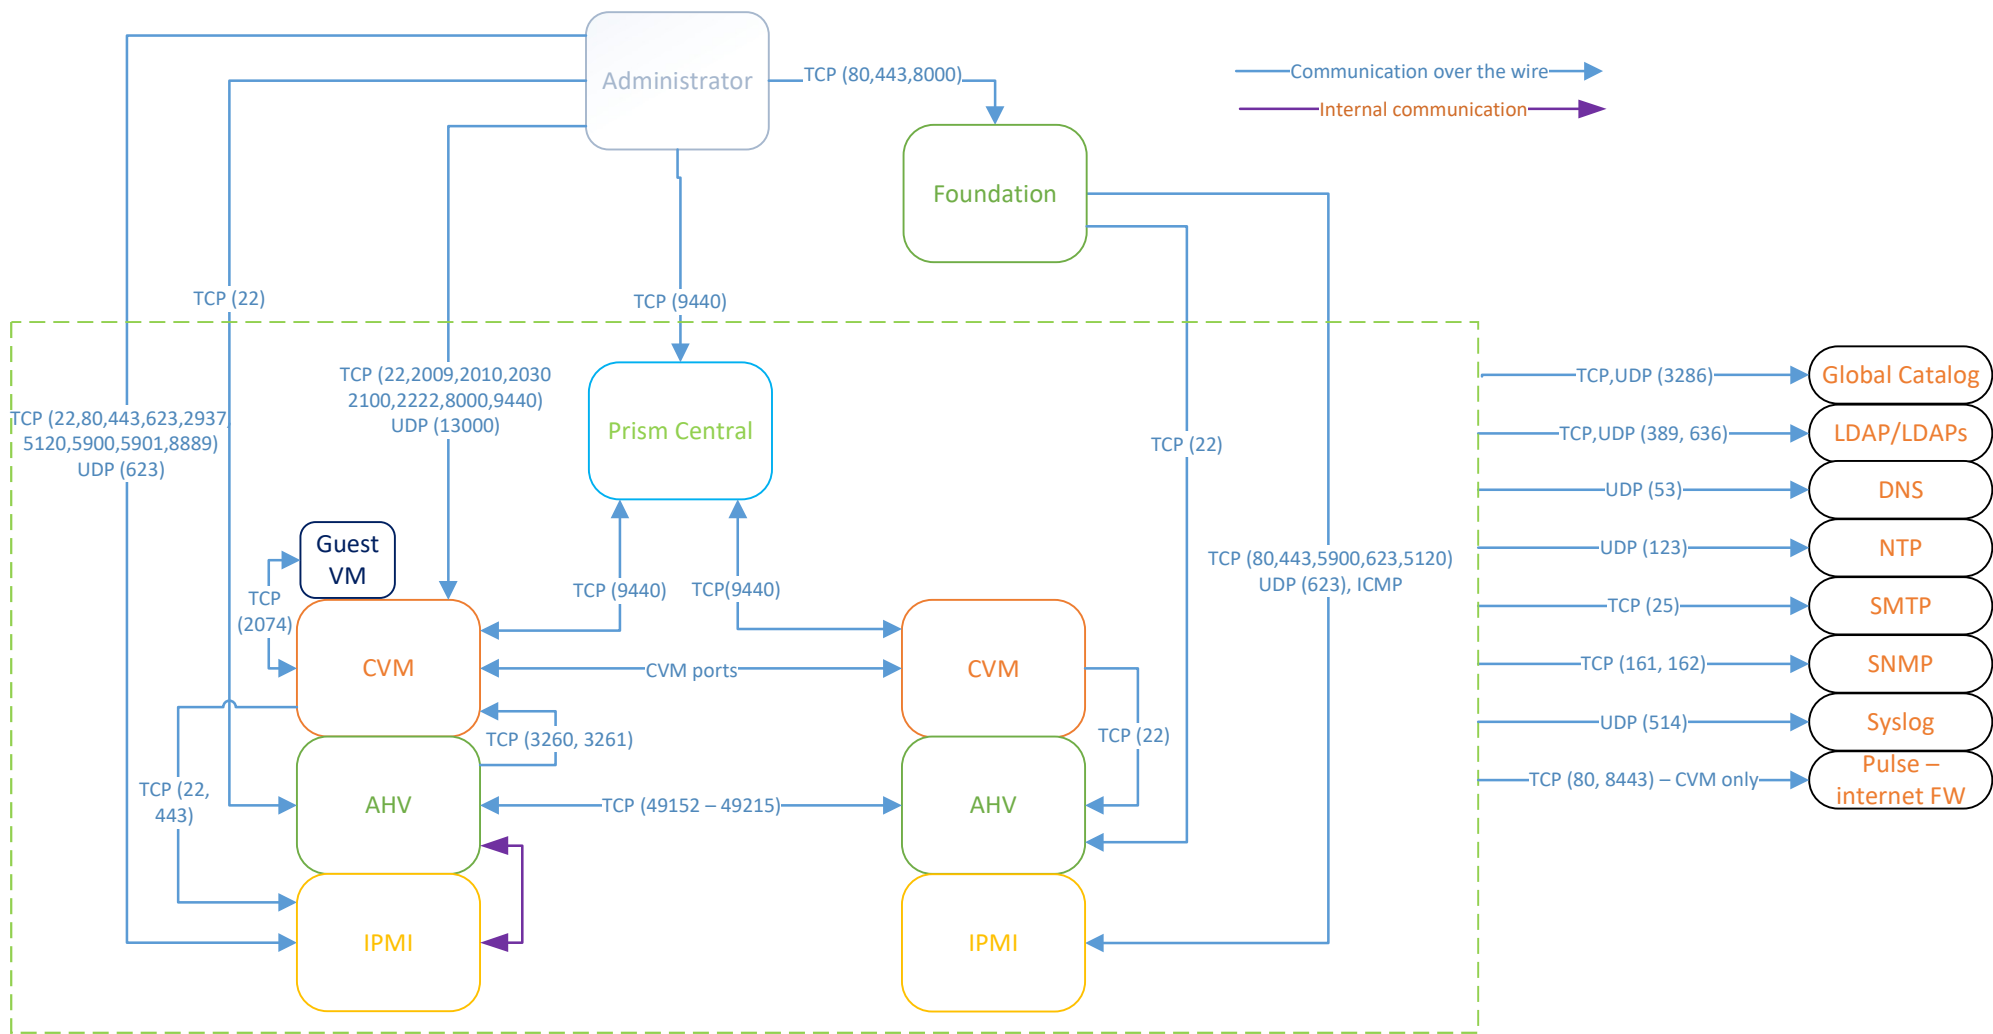 Administrator
TCP (80,443,8000)
Communication over the wire
Internal communication
Foundation
TCP (22)
TCP (9440)
TCP (22,2009,2010,2030
2100,2222,8000,9440)
UDP (13000)
TCP (22,80,443,623,2937,
5120,5900,5901,8889)
UDP (623)
Prism Central
TCP (22)
TCP,UDP (3286)
Global Catalog
TCP,UDP (389, 636)
LDAP/LDAPs
UDP (53)
DNS
UDP (123)
NTP
TCP (25)
SMTP
TCP (161, 162)
SNMP
UDP (514)
Syslog
TCP (80, 8443) – CVM only
Pulse –
internet FW
Guest
VM
TCP
(2074)
TCP (9440)
TCP(9440)
TCP (80,443,5900,623,5120)
UDP (623), ICMP
CVM
CVM ports
CVM
TCP (3260, 3261)
TCP (22)
TCP (22,
443)
AHV
TCP (49152 – 49215)
AHV
IPMI
IPMI